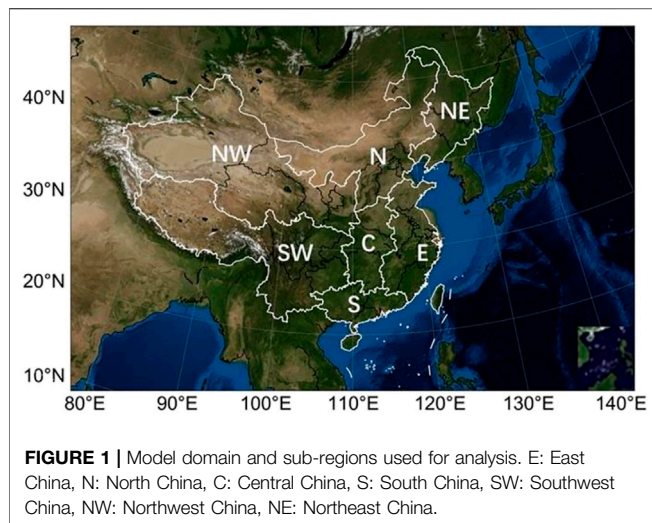 40°N
30°N
20°N
10°N
NE
NW
N
SW
C
E
S
80°E 90°E 100°E 110°E 120°E 130°E 140°E
FIGURE 1 | Model domain and sub-regions used for analysis. E: East
China, N: North China, C: Central China, S: South China, SW: Southwest
China, NW: Northwest China, NE: Northeast China.